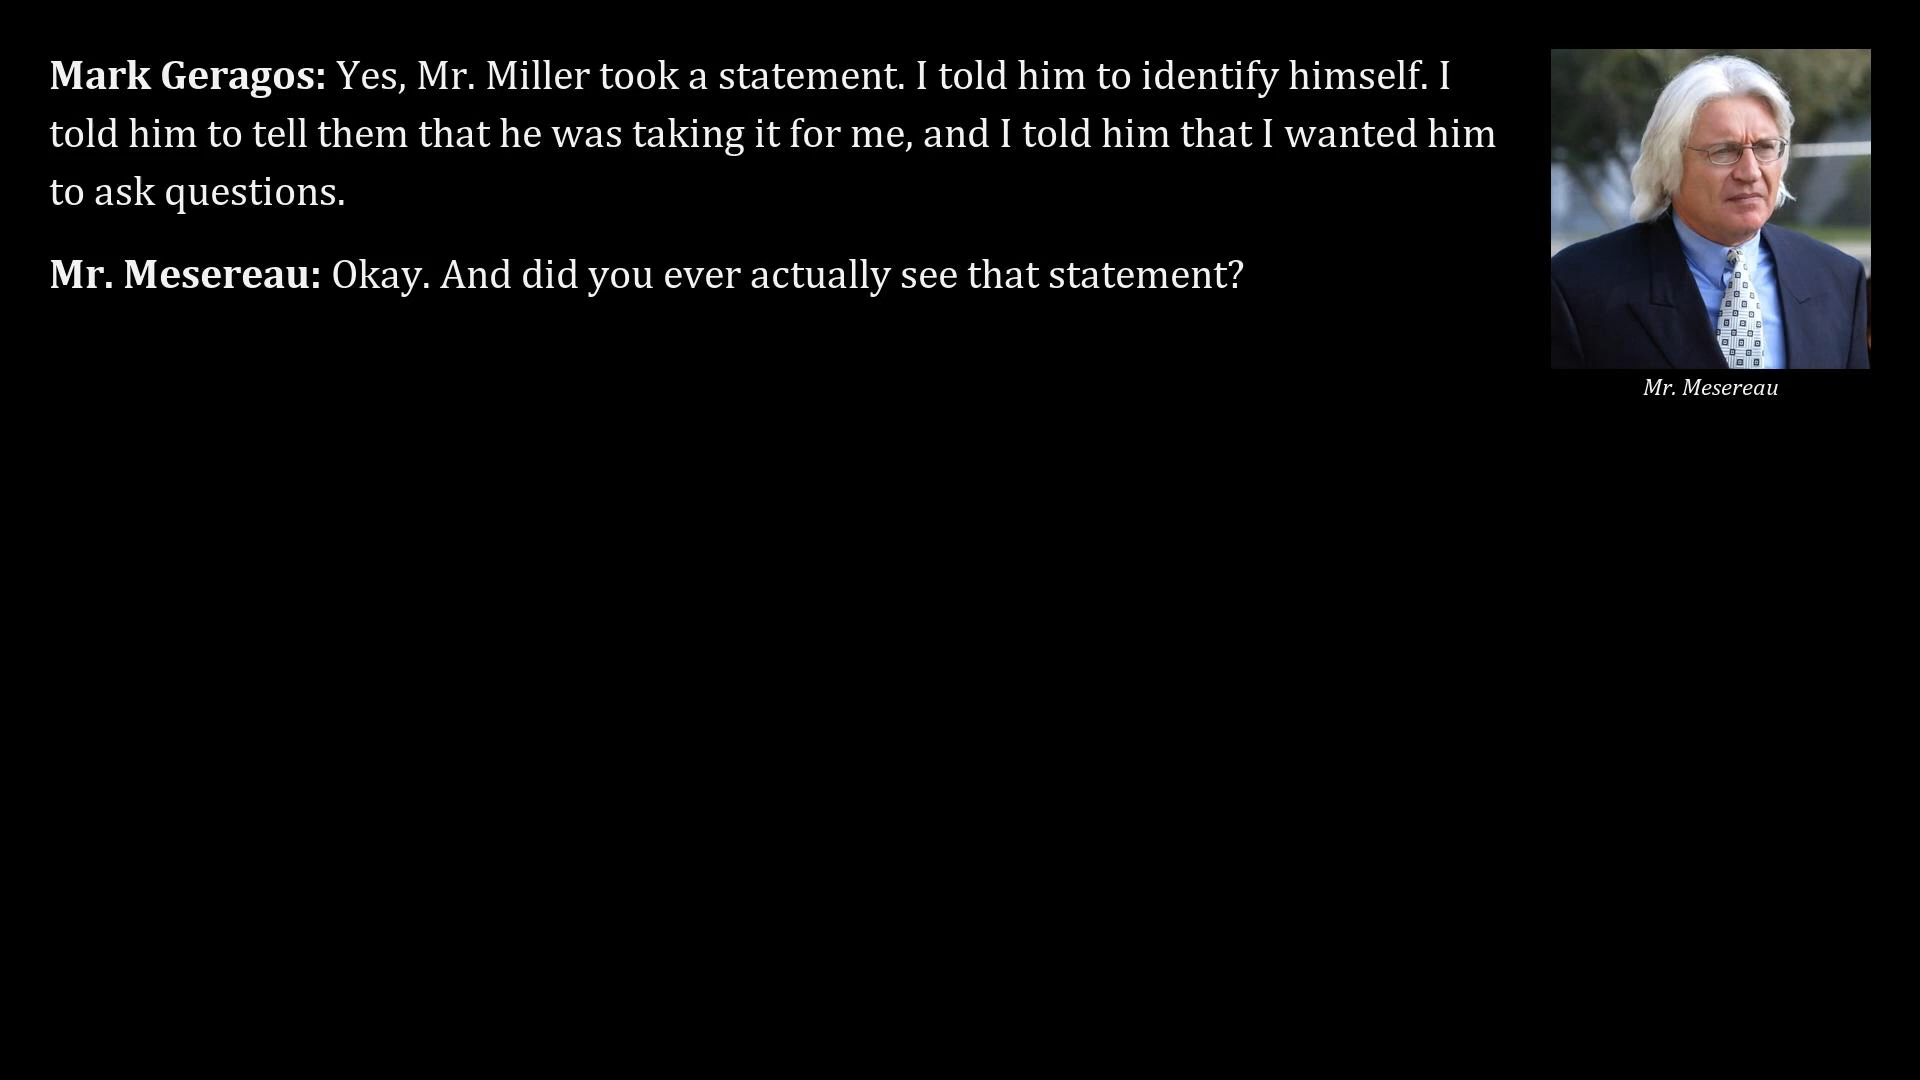 Mark Geragos: Yes, Mr. Miller took a statement. I told him to identify himself. I
told him to tell them that he was taking it for me, and I told him that I wanted him
to ask questions.
Mr. Mesereau: Okay. And did you ever actually see that statement?
Mr. Mesereau